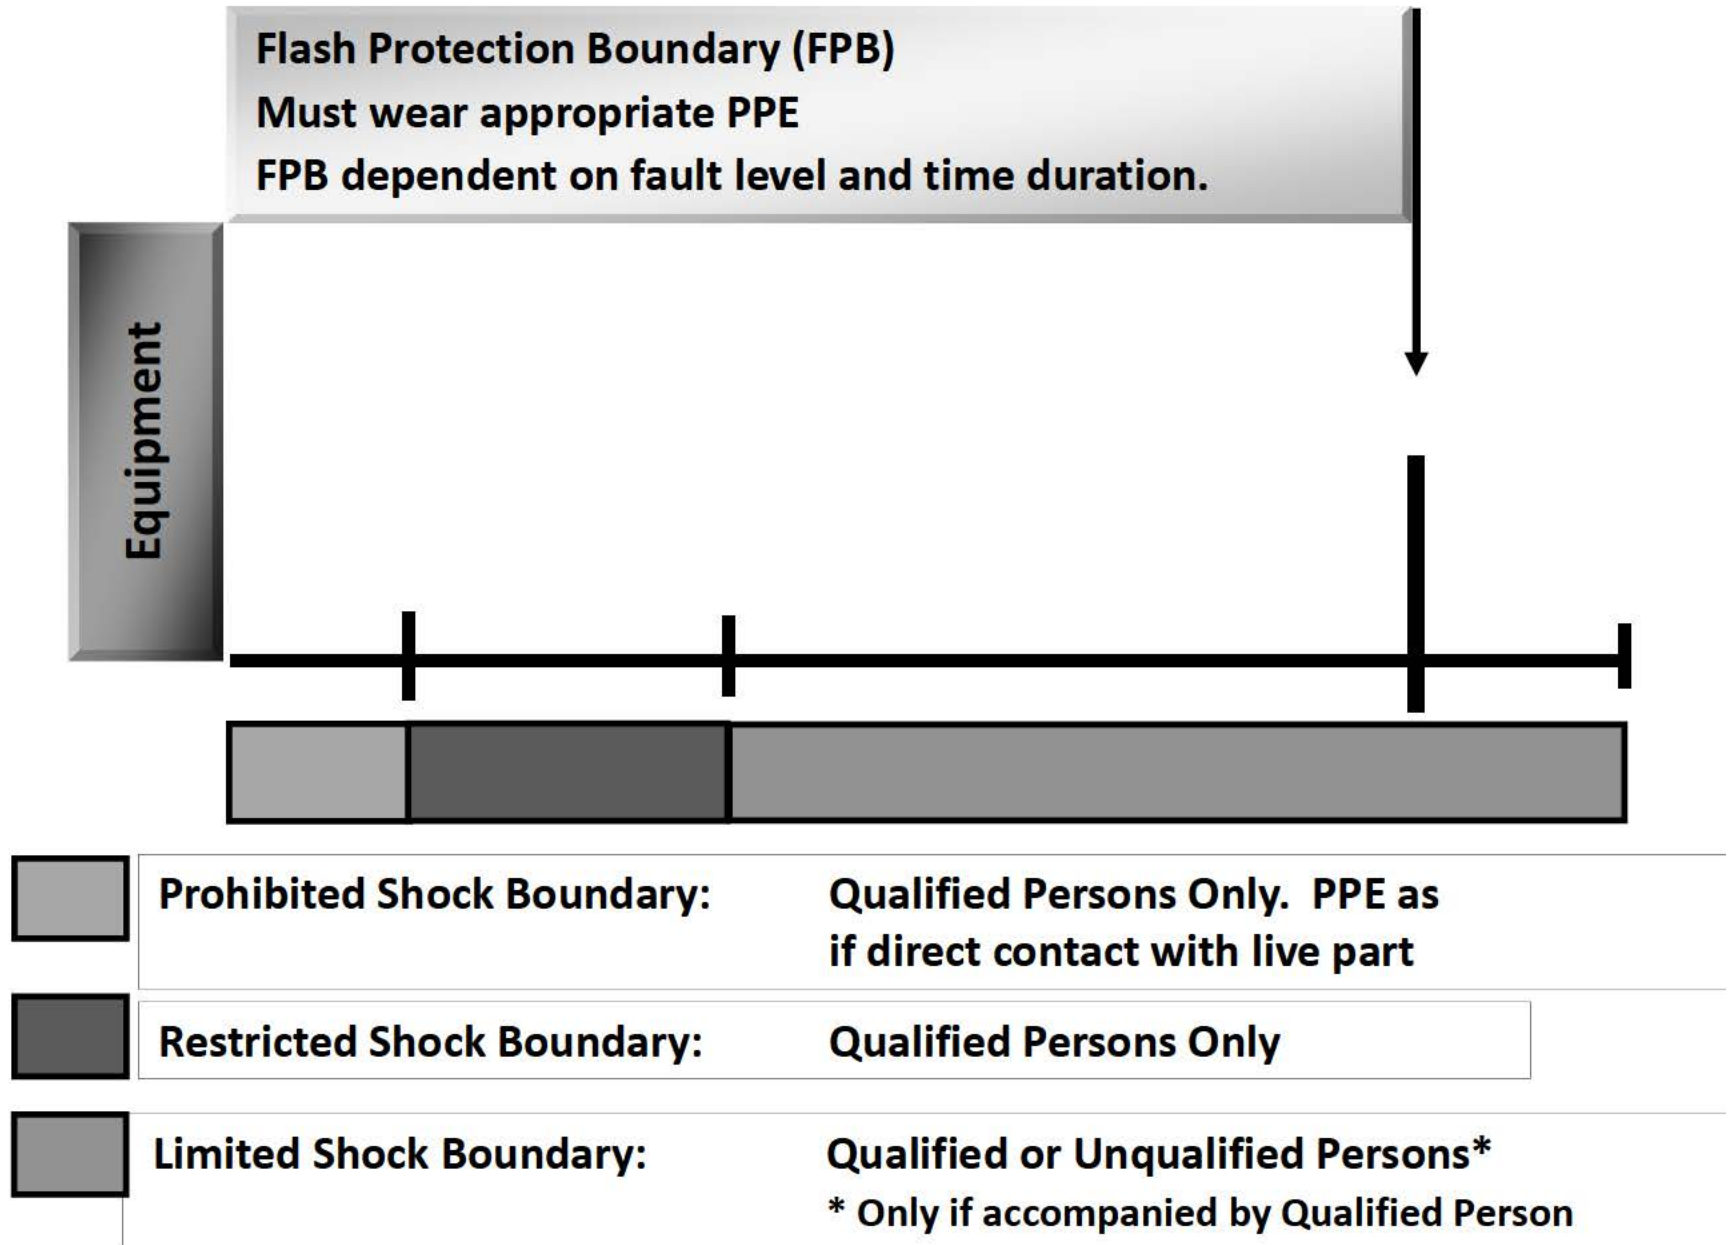 Flash Protection Boundary (FPB)
Must wear appropriate PPE
FPB dependent on fault level and time duration.
Equipment
Prohibited Shock Boundary: Qualified Persons Only. PPE as
if direct contact with live part
Restricted Shock Boundary: Qualified Persons Only
Limited Shock Boundary: Qualified or Unqualified Persons*
* Only if accompanied by Qualified Person